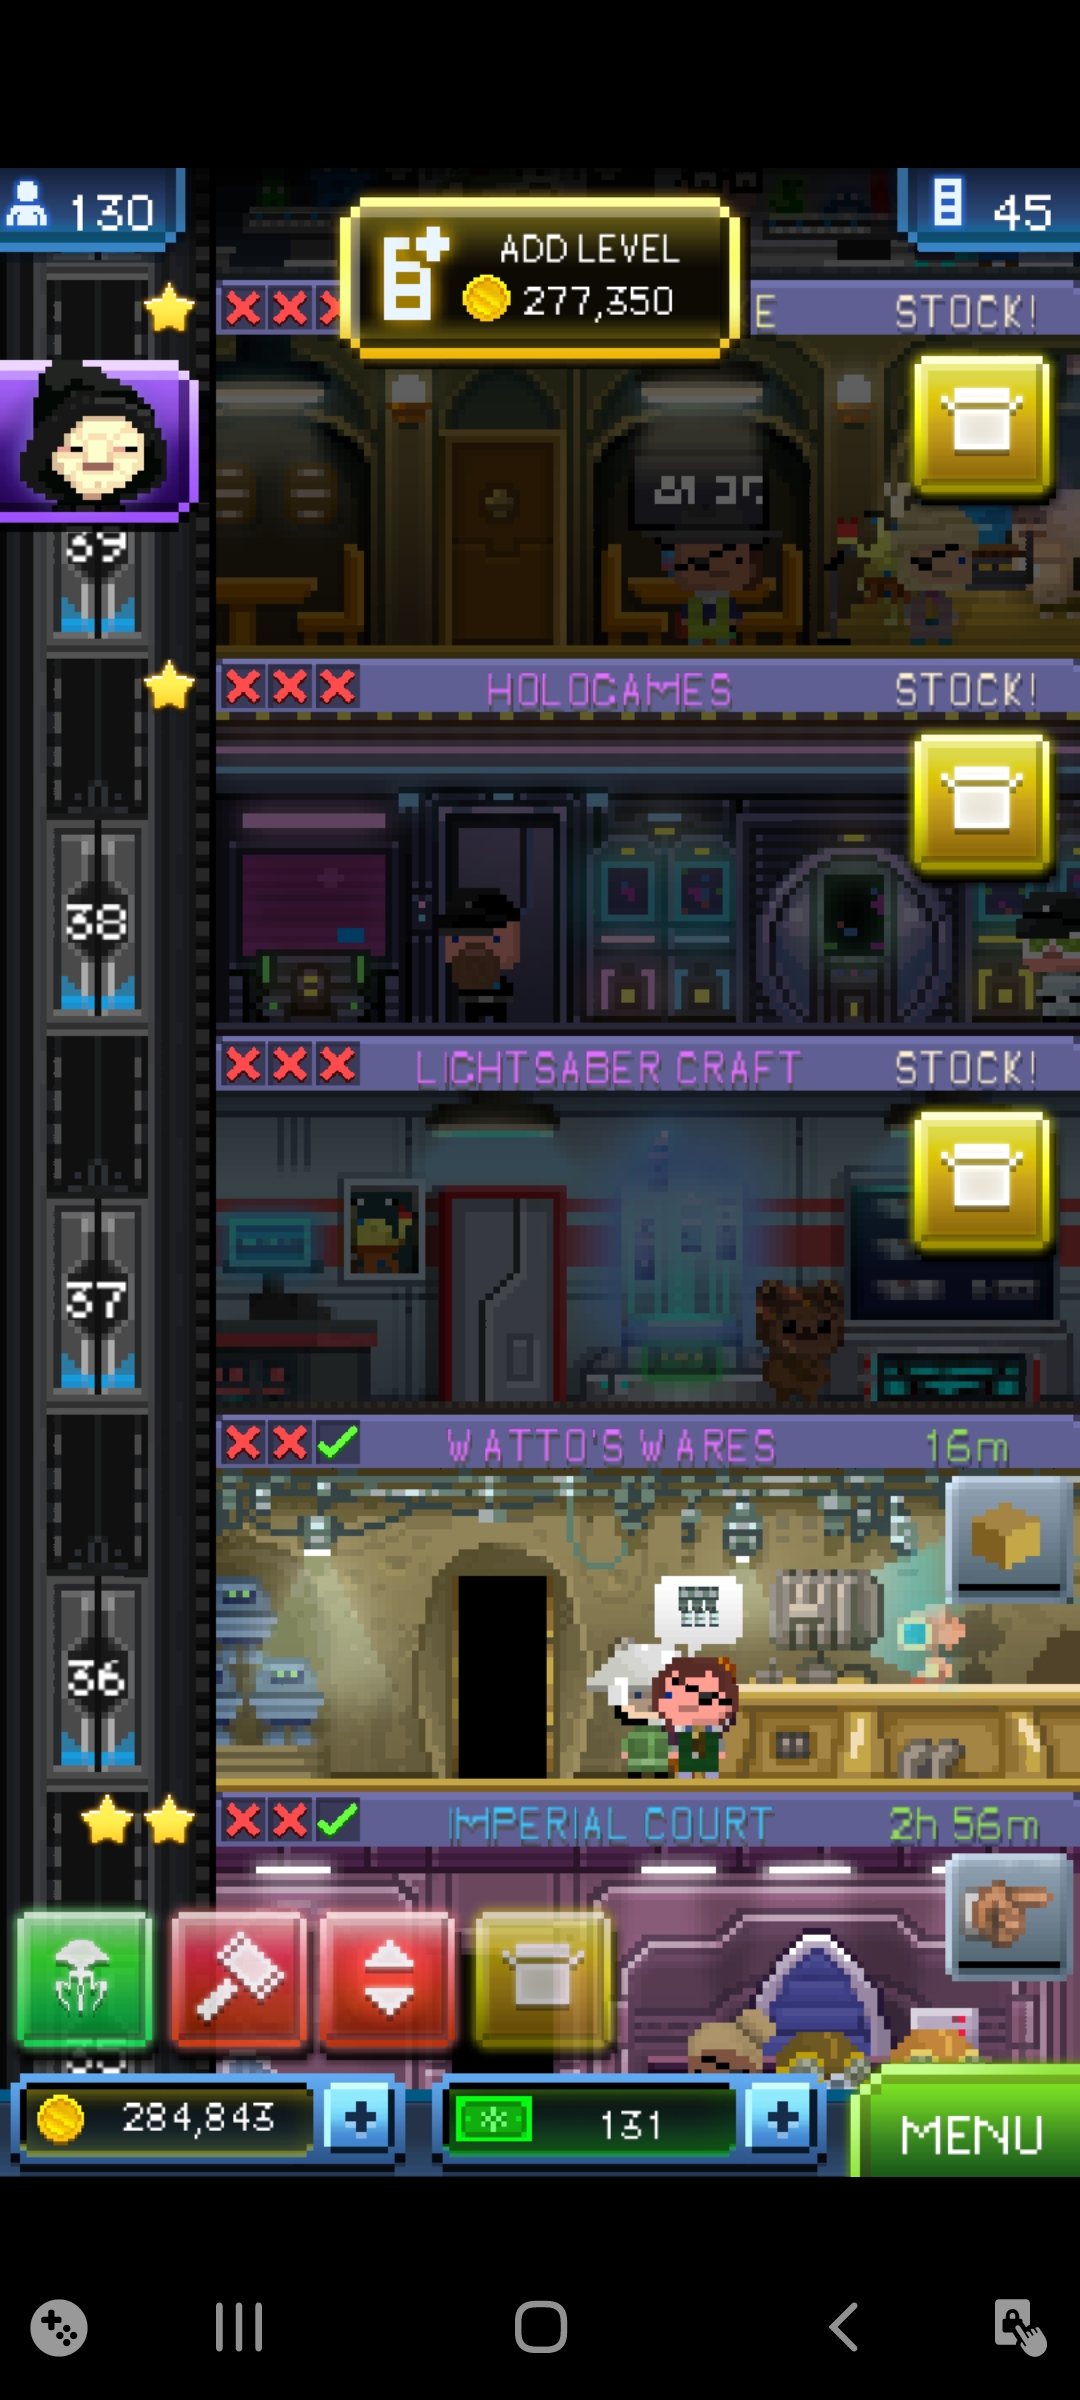 130
ADD LEVEL
277,350
45
E
STOCK!
39
HOLOGAMES
STOCK!
38
LIGHTSABER CRAFT
STOCK!
37
WATTO'S WARES
16m
36
IMPERIAL COURT
2h 56m
284,843
131
MENU